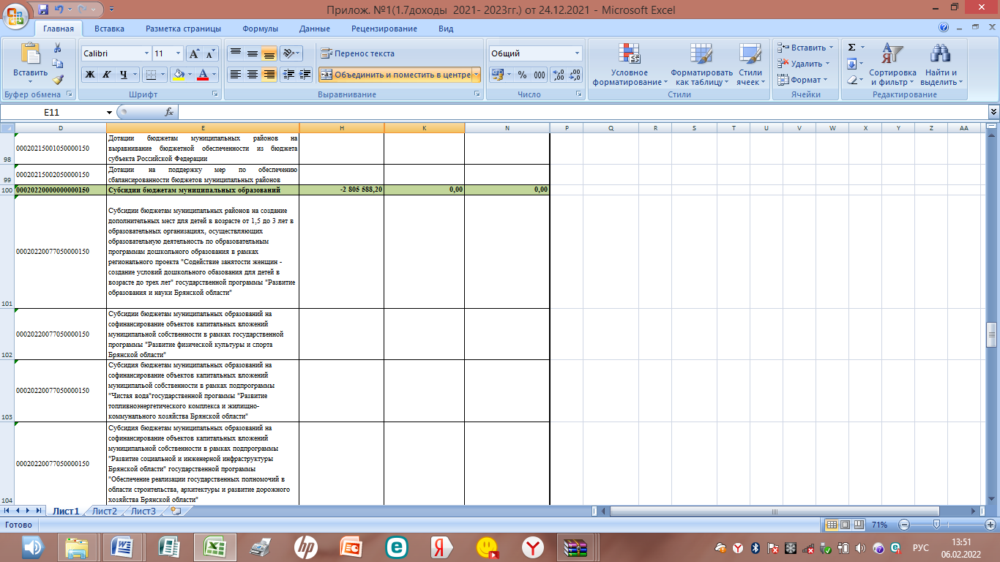 Прилож. №1(1.7доходы 2021- 2023гг.) от 24.12.2021 - Microsoft Excel
Главная Вставка Разметка страницы Формулы Данные Рецензирование Вид
Вставить
Буфер обмена
Calibri 11
Ж К Ч
Шрифт
Перенос текста
Объединить и поместить в центре
Выравнивание
Общий
% 000
Число
Условное форматирование
Форматировать как таблицу
Стили ячеек
Стили
Вставить
Удалить
Формат
Ячейки
Σ
Сортировка и фильтр
Найти и выделить
Редактирование
E11 fx
D E H K N P Q R S T U V W X Y Z AA
98 00020215001050000150
Дотации бюджетам муниципальных районов на
выравнивание бюджетной обеспеченности из бюджета
субъекта Российской Федерации
99 00020215002050000150
Дотации на поддержку мер по обеспечению
сбалансированности бюджетов муниципальных районов
100 00020220000000000150 Субсидии бюджетам муниципальных образований -2 805 588,20 0,00 0,00
101 00020220077050000150
Субсидии бюджетам муниципальных районов на создание
дополнительных мест для детей в возрасте от 1,5 до 3 лет в
образовательных организациях, осуществляющих
образовательную деятельность по образовательным
программам дошкольного образования в рамках
регионального проекта "Содействие занятости женщин -
создание условий дошкольного обазования для детей в
возрасте до трех лет" государственной программы "Развитие
образования и науки Брянской области"
102 00020220077050000150
Субсидии бюджетам муниципальных образований на
софинансирование объектов капитальных вложений
муниципальной собственности в рамках государственной
программы "Развитие физической культуры и спорта
Брянской области"
103 00020220077050000150
Субсидия бюджетам муниципальных образований на
софинансирование объектов капитальных вложений
муниципалькой собственности в рамках подпрограммы
"Чистая вода"государственной прогаммы "Развитие
топливноэнергетического комплекса и жилищно-
коммунального хозяйства Брянской области"
104 00020220077050000150
Субсидия бюджетам муниципальных образований на
софинансирование объектов капитальных вложений
муниципальной собственности в рамках подпрограммы
"Развитие социальной и инженерной инфраструктуры
Брянской области" государственной программы
"Обеспечение реализации государственных полномочий в
области строительства, архитектуры и развитие дорожного
хозяйства Брянской области"
Лист1 Лист2 Лист3
Готово 71%
РУС 13:51
06.02.2022